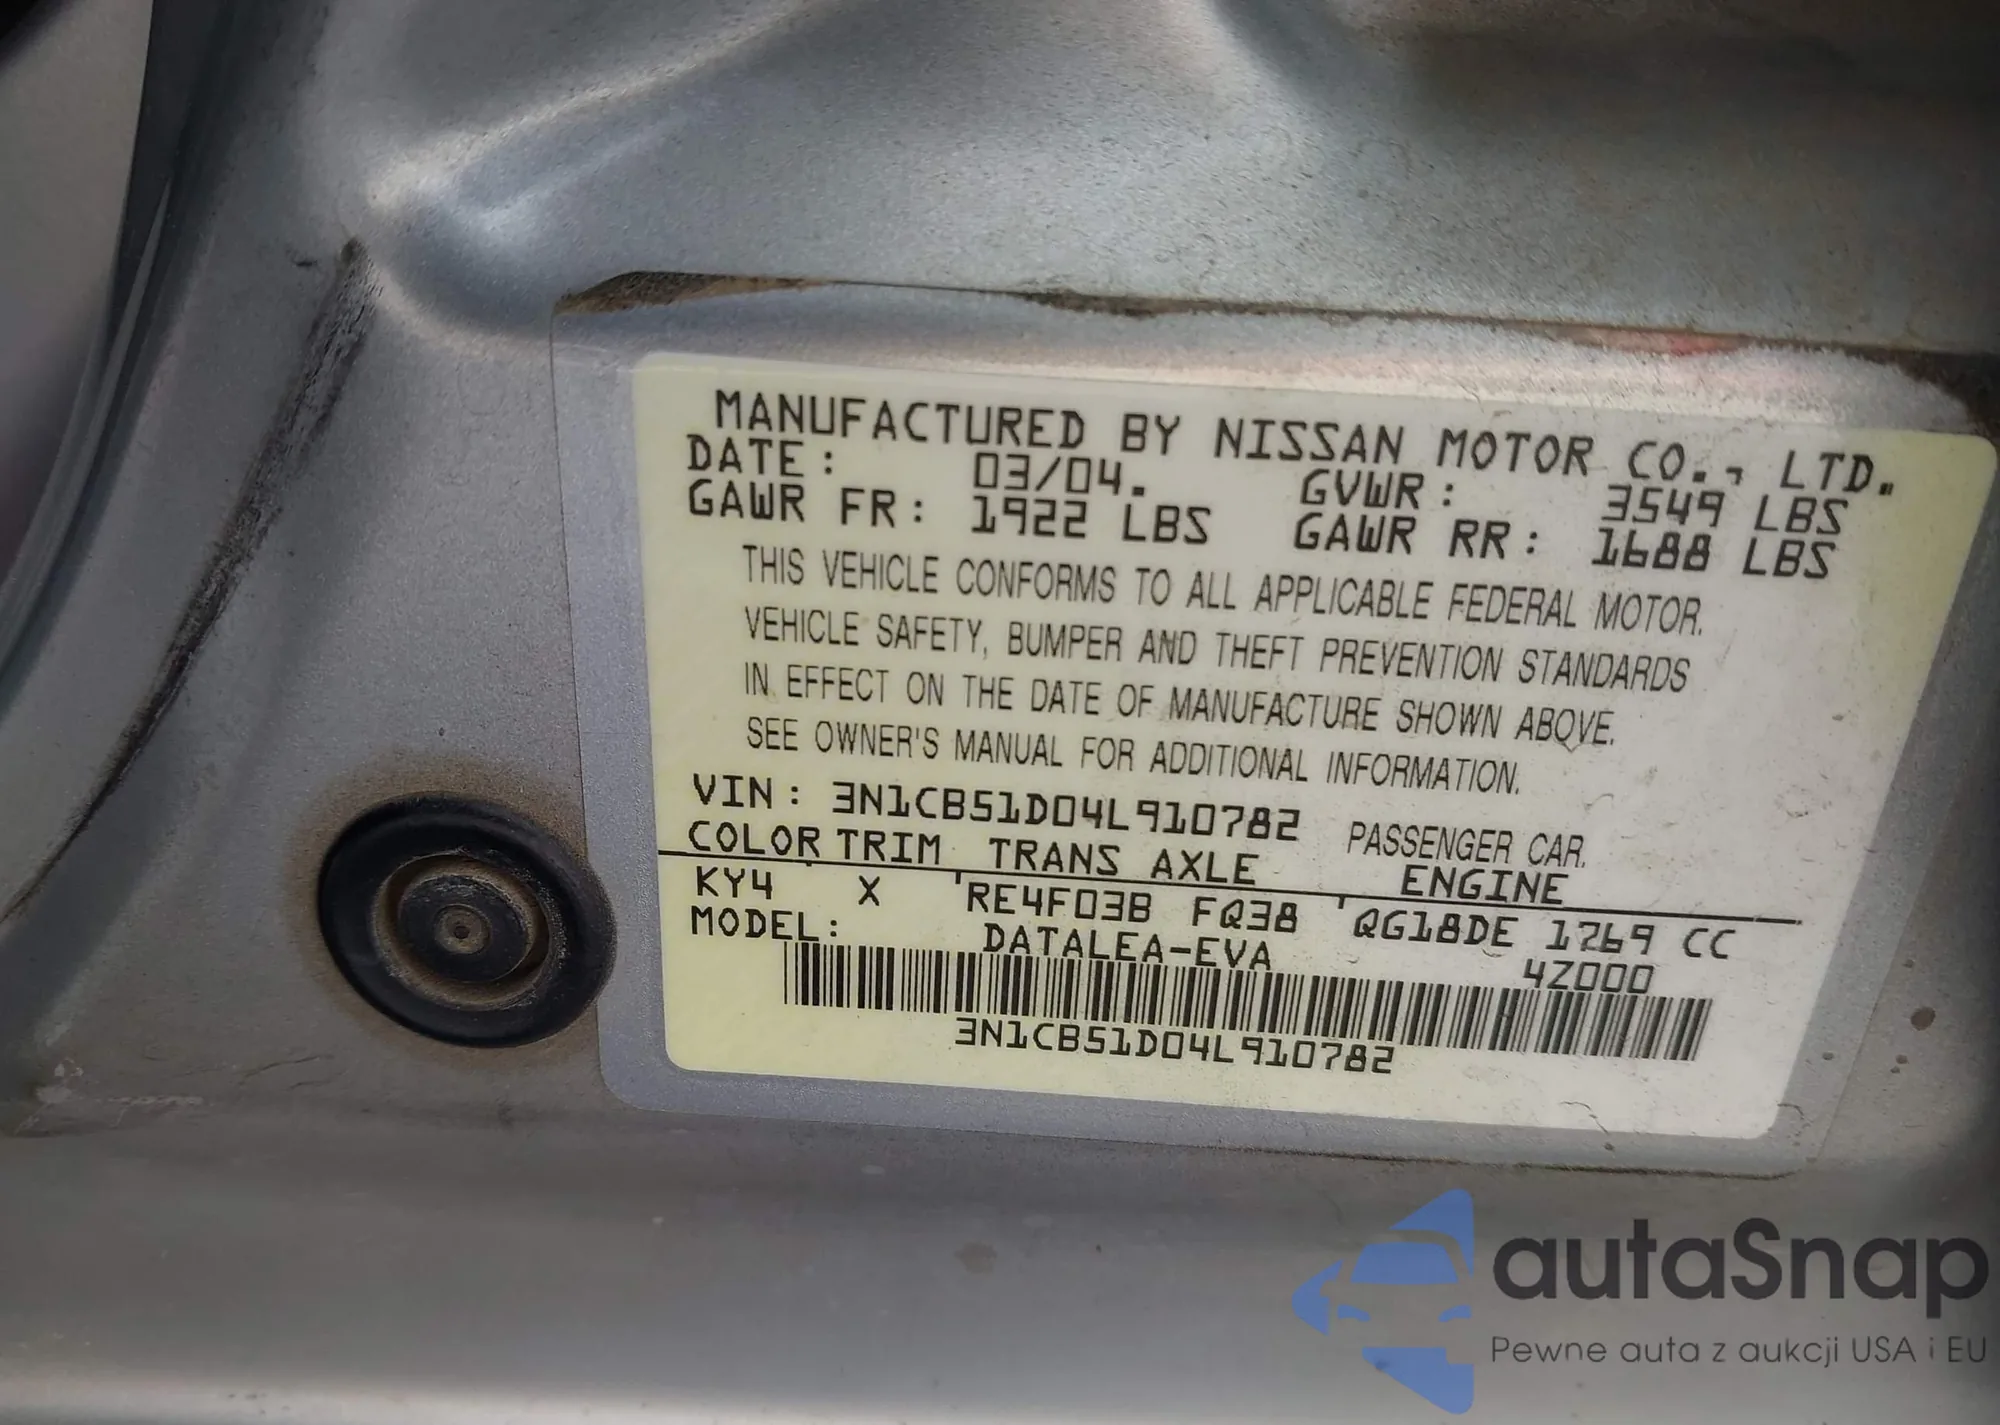 MANUFACTURED BY NISSAN MOTOR CO., LTD.
DATE: 03/04. GVWR: 3549 LBS
GAWR FR: 1922 LBS GAWR RR: 1688 LBS
THIS VEHICLE CONFORMS TO ALL APPLICABLE FEDERAL MOTOR.
VEHICLE SAFETY, BUMPER AND THEFT PREVENTION STANDARDS
IN EFFECT ON THE DATE OF MANUFACTURE SHOWN ABOVE.
SEE OWNER'S MANUAL FOR ADDITIONAL INFORMATION.
VIN: 3N1CB51D04L910782 PASSENGER CAR.
COLOR TRIM TRANS AXLE ENGINE
KY4 X RE4F03B FQ38 QG18DE 1769 CC
MODEL: DATALEA-EVA 4Z000
3N1CB51D04L910782
autaSnap
Pewne auta z aukcji USA i EU